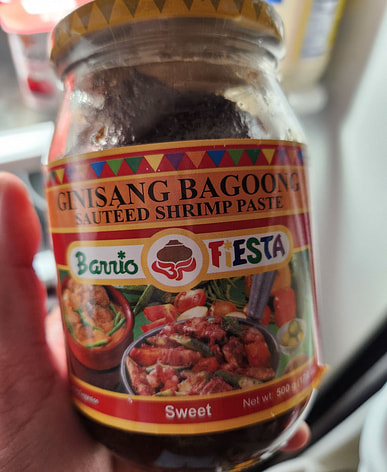 GINISANG BAGOONG
SAUTÉED SHRIMP PASTE
Barrio FiESTA
Sweet
Net wt. 500 g